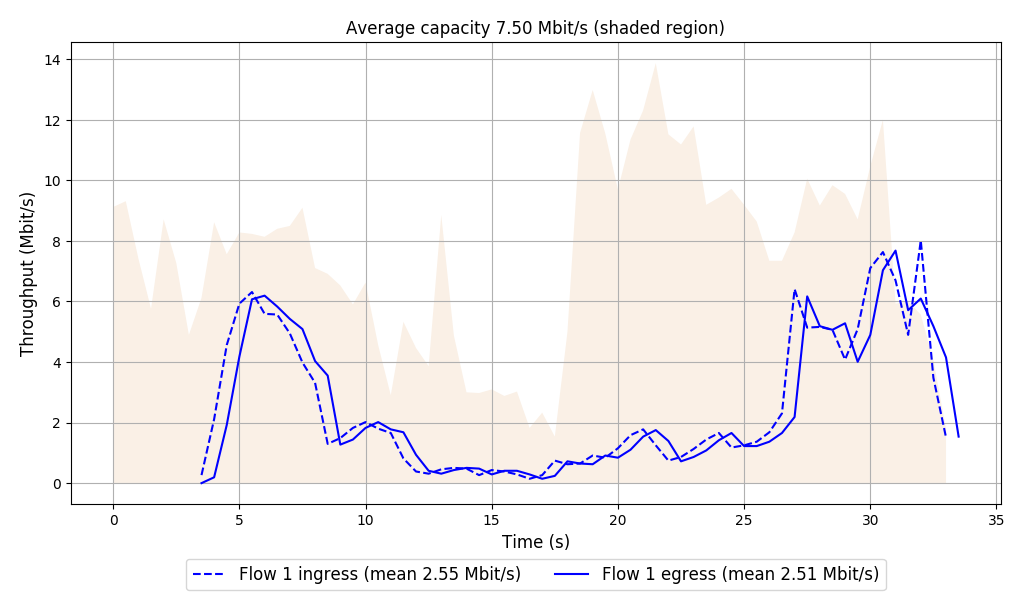 Average capacity 7.50 Mbit/s (shaded region)
Throughput (Mbit/s)
14
12
10
8
6
4
2
0
0 5 10 15 20 25 30 35
Time (s)
Flow 1 ingress (mean 2.55 Mbit/s) Flow 1 egress (mean 2.51 Mbit/s)